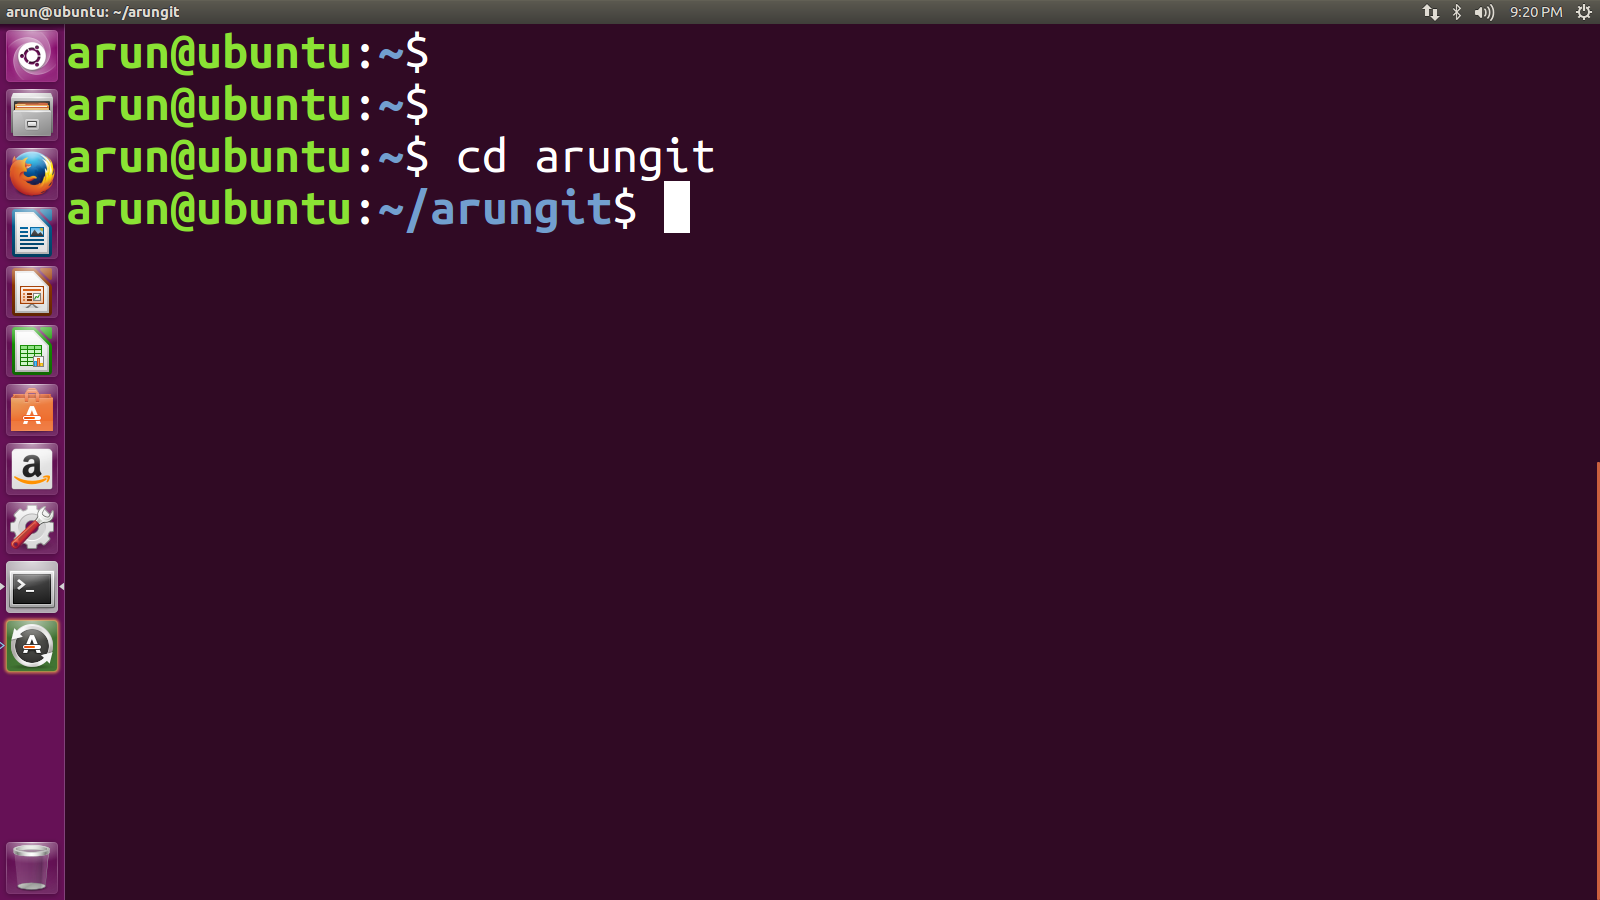 arun@ubuntu: ~/arungit
9:20 PM
arun@ubuntu:~$
arun@ubuntu:~$
arun@ubuntu:~$ cd arungit
arun@ubuntu:~/arungit$